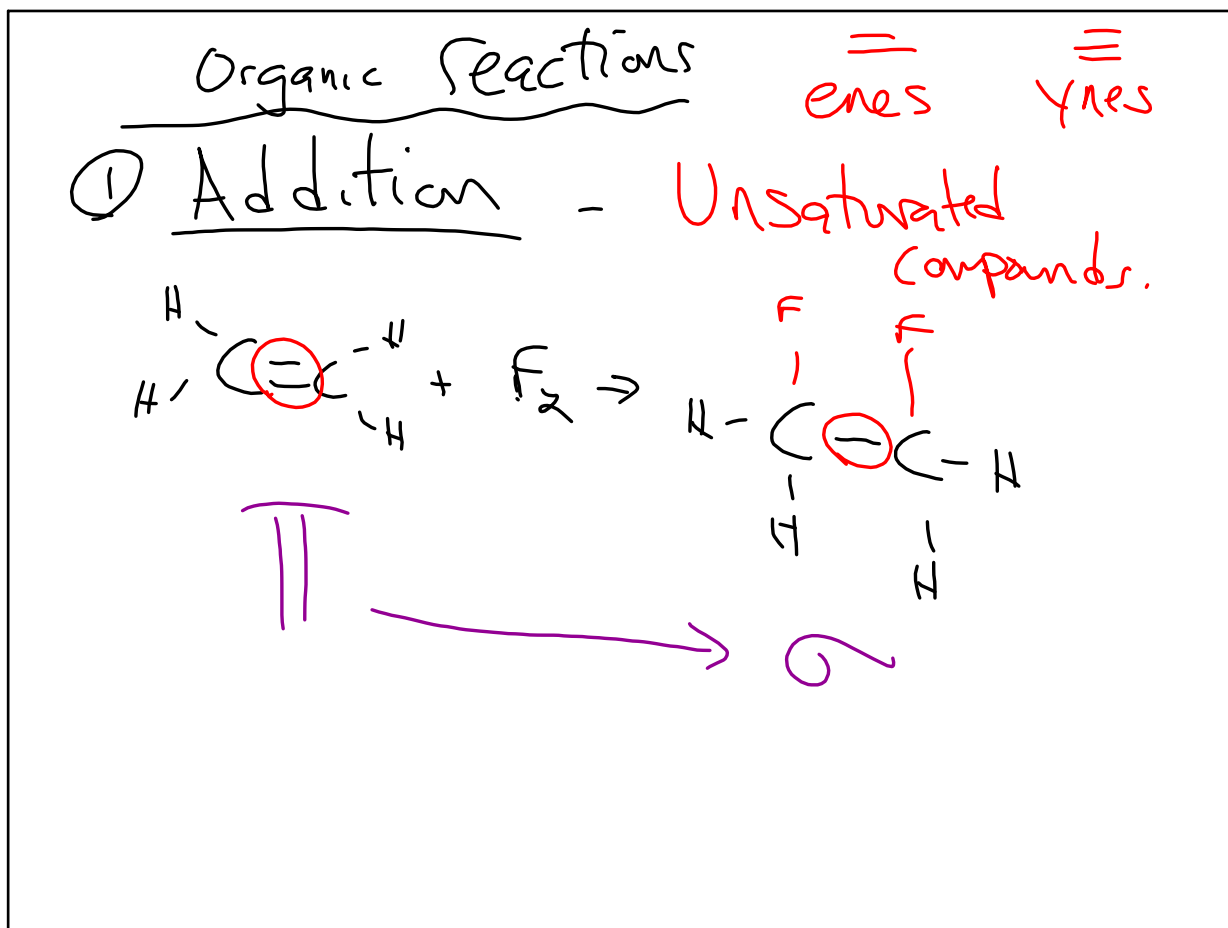 Organic reactions
= ≡
enes ynes
① Addition - Unsaturated
compounds.
F F
H H
C=C + F₂ → H - C - C - H
H H
H H
π → σ